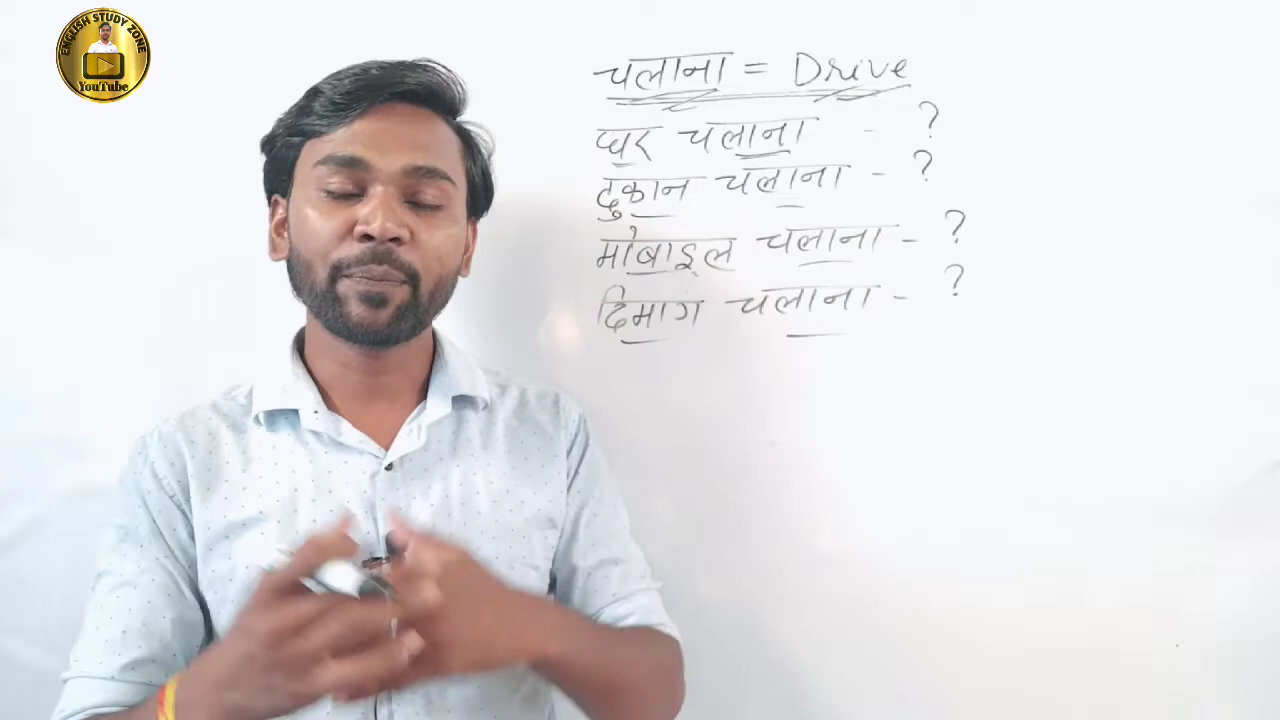 ENGLISH STUDY ZONE
YouTube
चलाना = Drive
घर चलाना - ?
दुकान चलाना - ?
मोबाइल चलाना - ?
दिमाग चलाना - ?